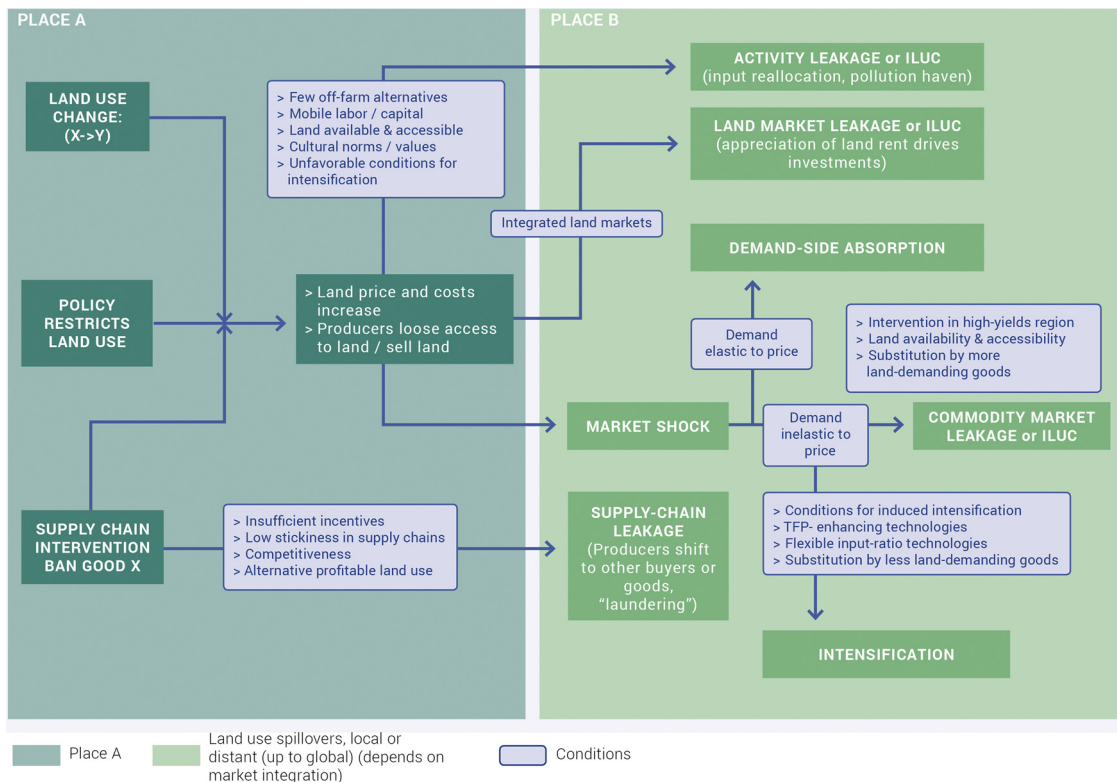 PLACE A
LAND USE
CHANGE:
(X->Y)
POLICY
RESTRICTS
LAND USE
SUPPLY CHAIN
INTERVENTION
BAN GOOD X
> Few off-farm alternatives
> Mobile labor / capital
> Land available & accessible
> Cultural norms / values
> Unfavorable conditions for
intensification
> Land price and costs
increase
> Producers loose access
to land / sell land
> Insufficient incentives
> Low stickiness in supply chains
> Competitiveness
> Alternative profitable land use
Integrated land markets
PLACE B
ACTIVITY LEAKAGE or ILUC
(input reallocation, pollution haven)
LAND MARKET LEAKAGE or ILUC
(appreciation of land rent drives
investments)
DEMAND-SIDE ABSORPTION
Demand
elastic to price
> Intervention in high-yields region
> Land availability & accessibility
> Substitution by more
land-demanding goods
MARKET SHOCK
Demand
inelastic to
price
COMMODITY MARKET
LEAKAGE or ILUC
SUPPLY-CHAIN
LEAKAGE
(Producers shift
to other buyers or
goods,
“laundering”)
> Conditions for induced intensification
> TFP- enhancing technologies
> Flexible input-ratio technologies
> Substitution by less land-demanding goods
INTENSIFICATION
Place A
Land use spillovers, local or
distant (up to global) (depends on
market integration)
Conditions